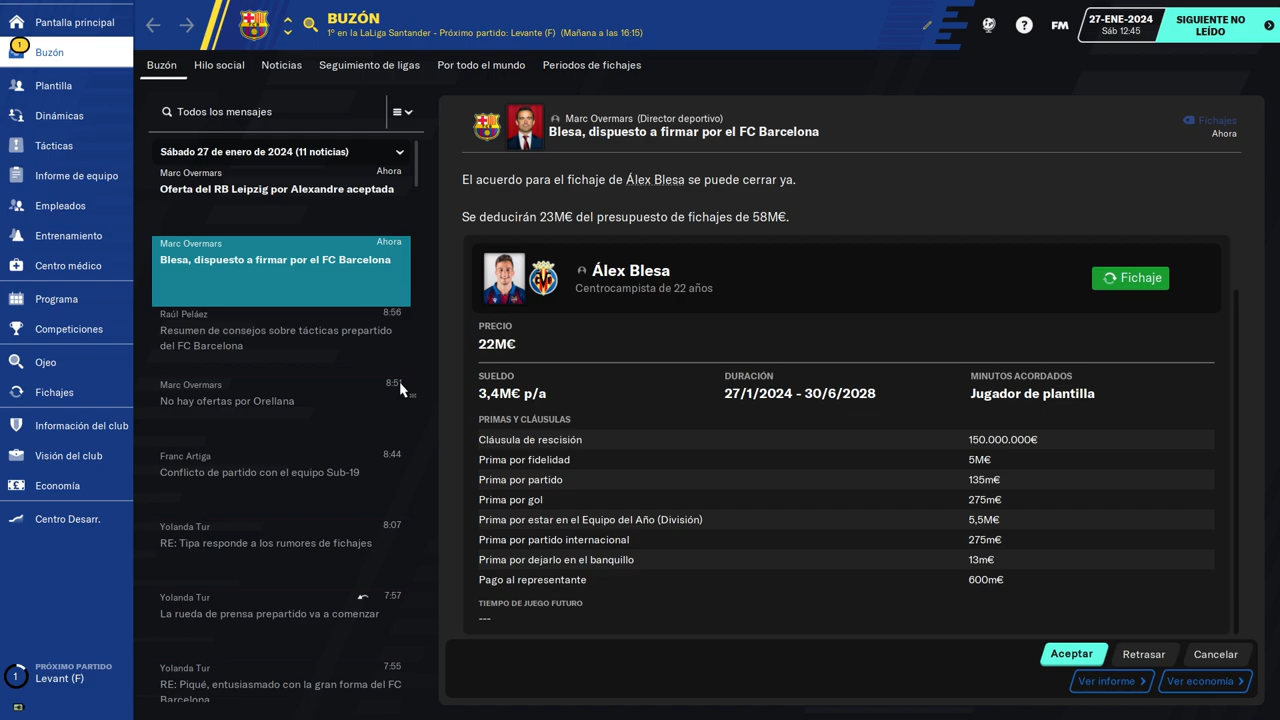 Pantalla principal
1
Buzón
Plantilla
Dinámicas
Tácticas
Informe de equipo
Empleados
Entrenamiento
Centro médico
Programa
Competiciones
Ojeo
Fichajes
Información del club
Visión del club
Economía
Centro Desarr.
1
PRÓXIMO PARTIDO
Levant (F)
BUZÓN
1º en la LaLiga Santander - Próximo partido: Levante (F) (Mañana a las 16:15)
?
FM
27-ENE-2024
Sáb 12:45
SIGUIENTE NO LEÍDO
Buzón
Hilo social
Noticias
Seguimiento de ligas
Por todo el mundo
Periodos de fichajes
Todos los mensajes
Sábado 27 de enero de 2024 (11 noticias)
Marc Overmars
Ahora
Oferta del RB Leipzig por Alexandre aceptada
Marc Overmars
Ahora
Blesa, dispuesto a firmar por el FC Barcelona
Raúl Peláez
8:56
Resumen de consejos sobre tácticas prepartido
del FC Barcelona
Marc Overmars
8:51
No hay ofertas por Orellana
Franc Artiga
8:44
Conflicto de partido con el equipo Sub-19
Yolanda Tur
8:07
RE: Tipa responde a los rumores de fichajes
Yolanda Tur
7:57
La rueda de prensa prepartido va a comenzar
Yolanda Tur
7:55
RE: Piqué, entusiasmado con la gran forma del FC
Barcelona
Marc Overmars (Director deportivo)
Blesa, dispuesto a firmar por el FC Barcelona
Fichajes
Ahora
El acuerdo para el fichaje de Álex Blesa se puede cerrar ya.
Se deducirán 23M€ del presupuesto de fichajes de 58M€.
Álex Blesa
Centrocampista de 22 años
Fichaje
PRECIO
22M€
SUELDO
3,4M€ p/a
DURACIÓN
27/1/2024 - 30/6/2028
MINUTOS ACORDADOS
Jugador de plantilla
PRIMAS Y CLÁUSULAS
Cláusula de rescisión 150.000.000€
Prima por fidelidad 5M€
Prima por partido 135m€
Prima por gol 275m€
Prima por estar en el Equipo del Año (División) 5,5M€
Prima por partido internacional 275m€
Prima por dejarlo en el banquillo 13m€
Pago al representante 600m€
TIEMPO DE JUEGO FUTURO
---
Aceptar
Retrasar
Cancelar
Ver informe
Ver economía